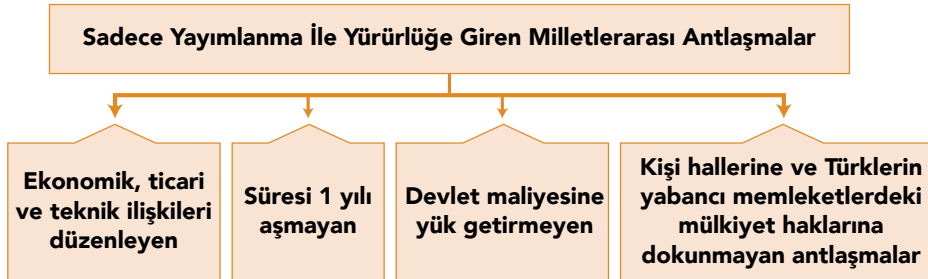 Sadece Yayımlanma İle Yürürlüğe Giren Milletlerarası Antlaşmalar
Ekonomik, ticari
ve teknik ilişkileri
düzenleyen
Süresi 1 yılı
aşmayan
Devlet maliyesine
yük getirmeyen
Kişi hallerine ve Türklerin
yabancı memleketlerdeki
mülkiyet haklarına
dokunmayan antlaşmalar